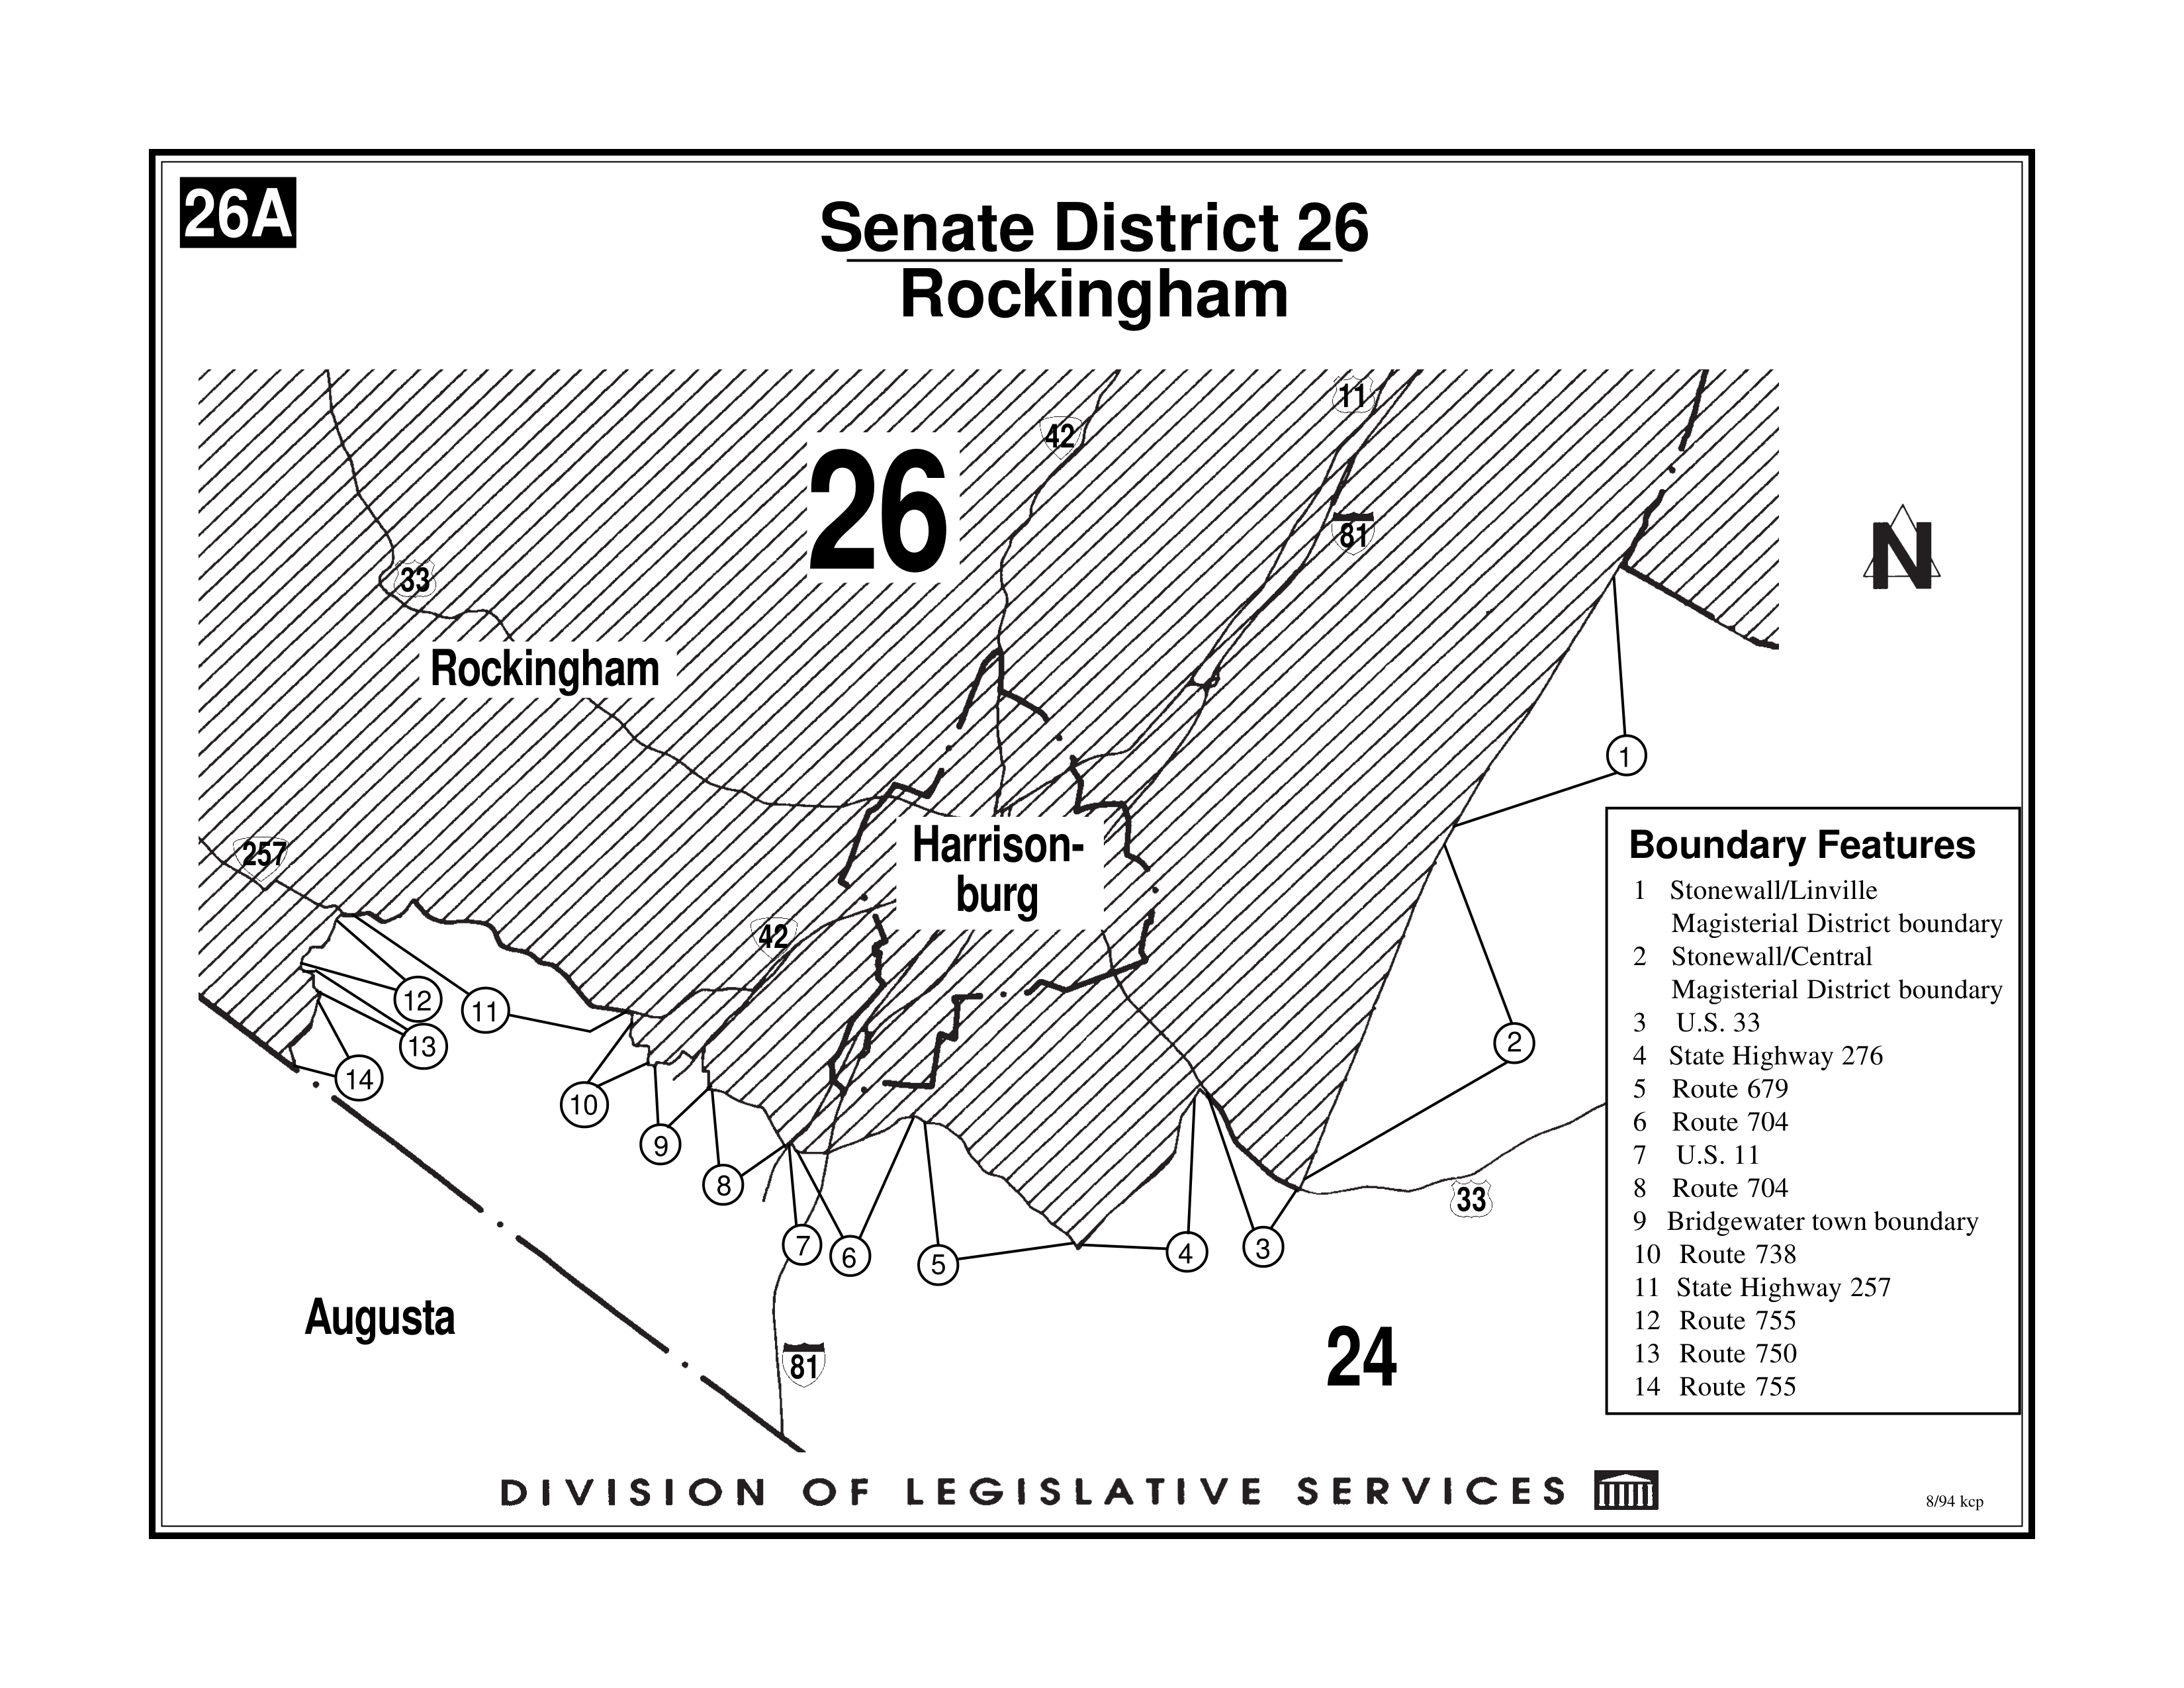 26A
Senate District 26
Rockingham
11
42
26
81
33
Rockingham
1
Harrison-
burg
257
42
12
11
13
14
10
9
8
7
6
5
4
3
2
33
81
Augusta
24
Boundary Features
1 Stonewall/Linville
Magisterial District boundary
2 Stonewall/Central
Magisterial District boundary
3 U.S. 33
4 State Highway 276
5 Route 679
6 Route 704
7 U.S. 11
8 Route 704
9 Bridgewater town boundary
10 Route 738
11 State Highway 257
12 Route 755
13 Route 750
14 Route 755
N
DIVISION OF LEGISLATIVE SERVICES
8/94 kcp